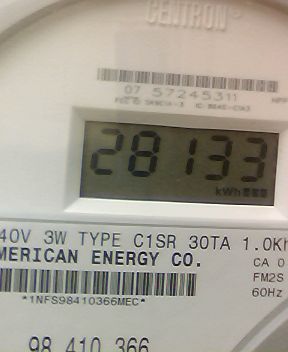 CENTRON®
07 57245311
28133
kWh
40V 3W TYPE C1SR 30TA 1.0Kh
MERICAN ENERGY CO.
CA 0
FM2S
60Hz
*1NFS98410366MEC*
98 410 366